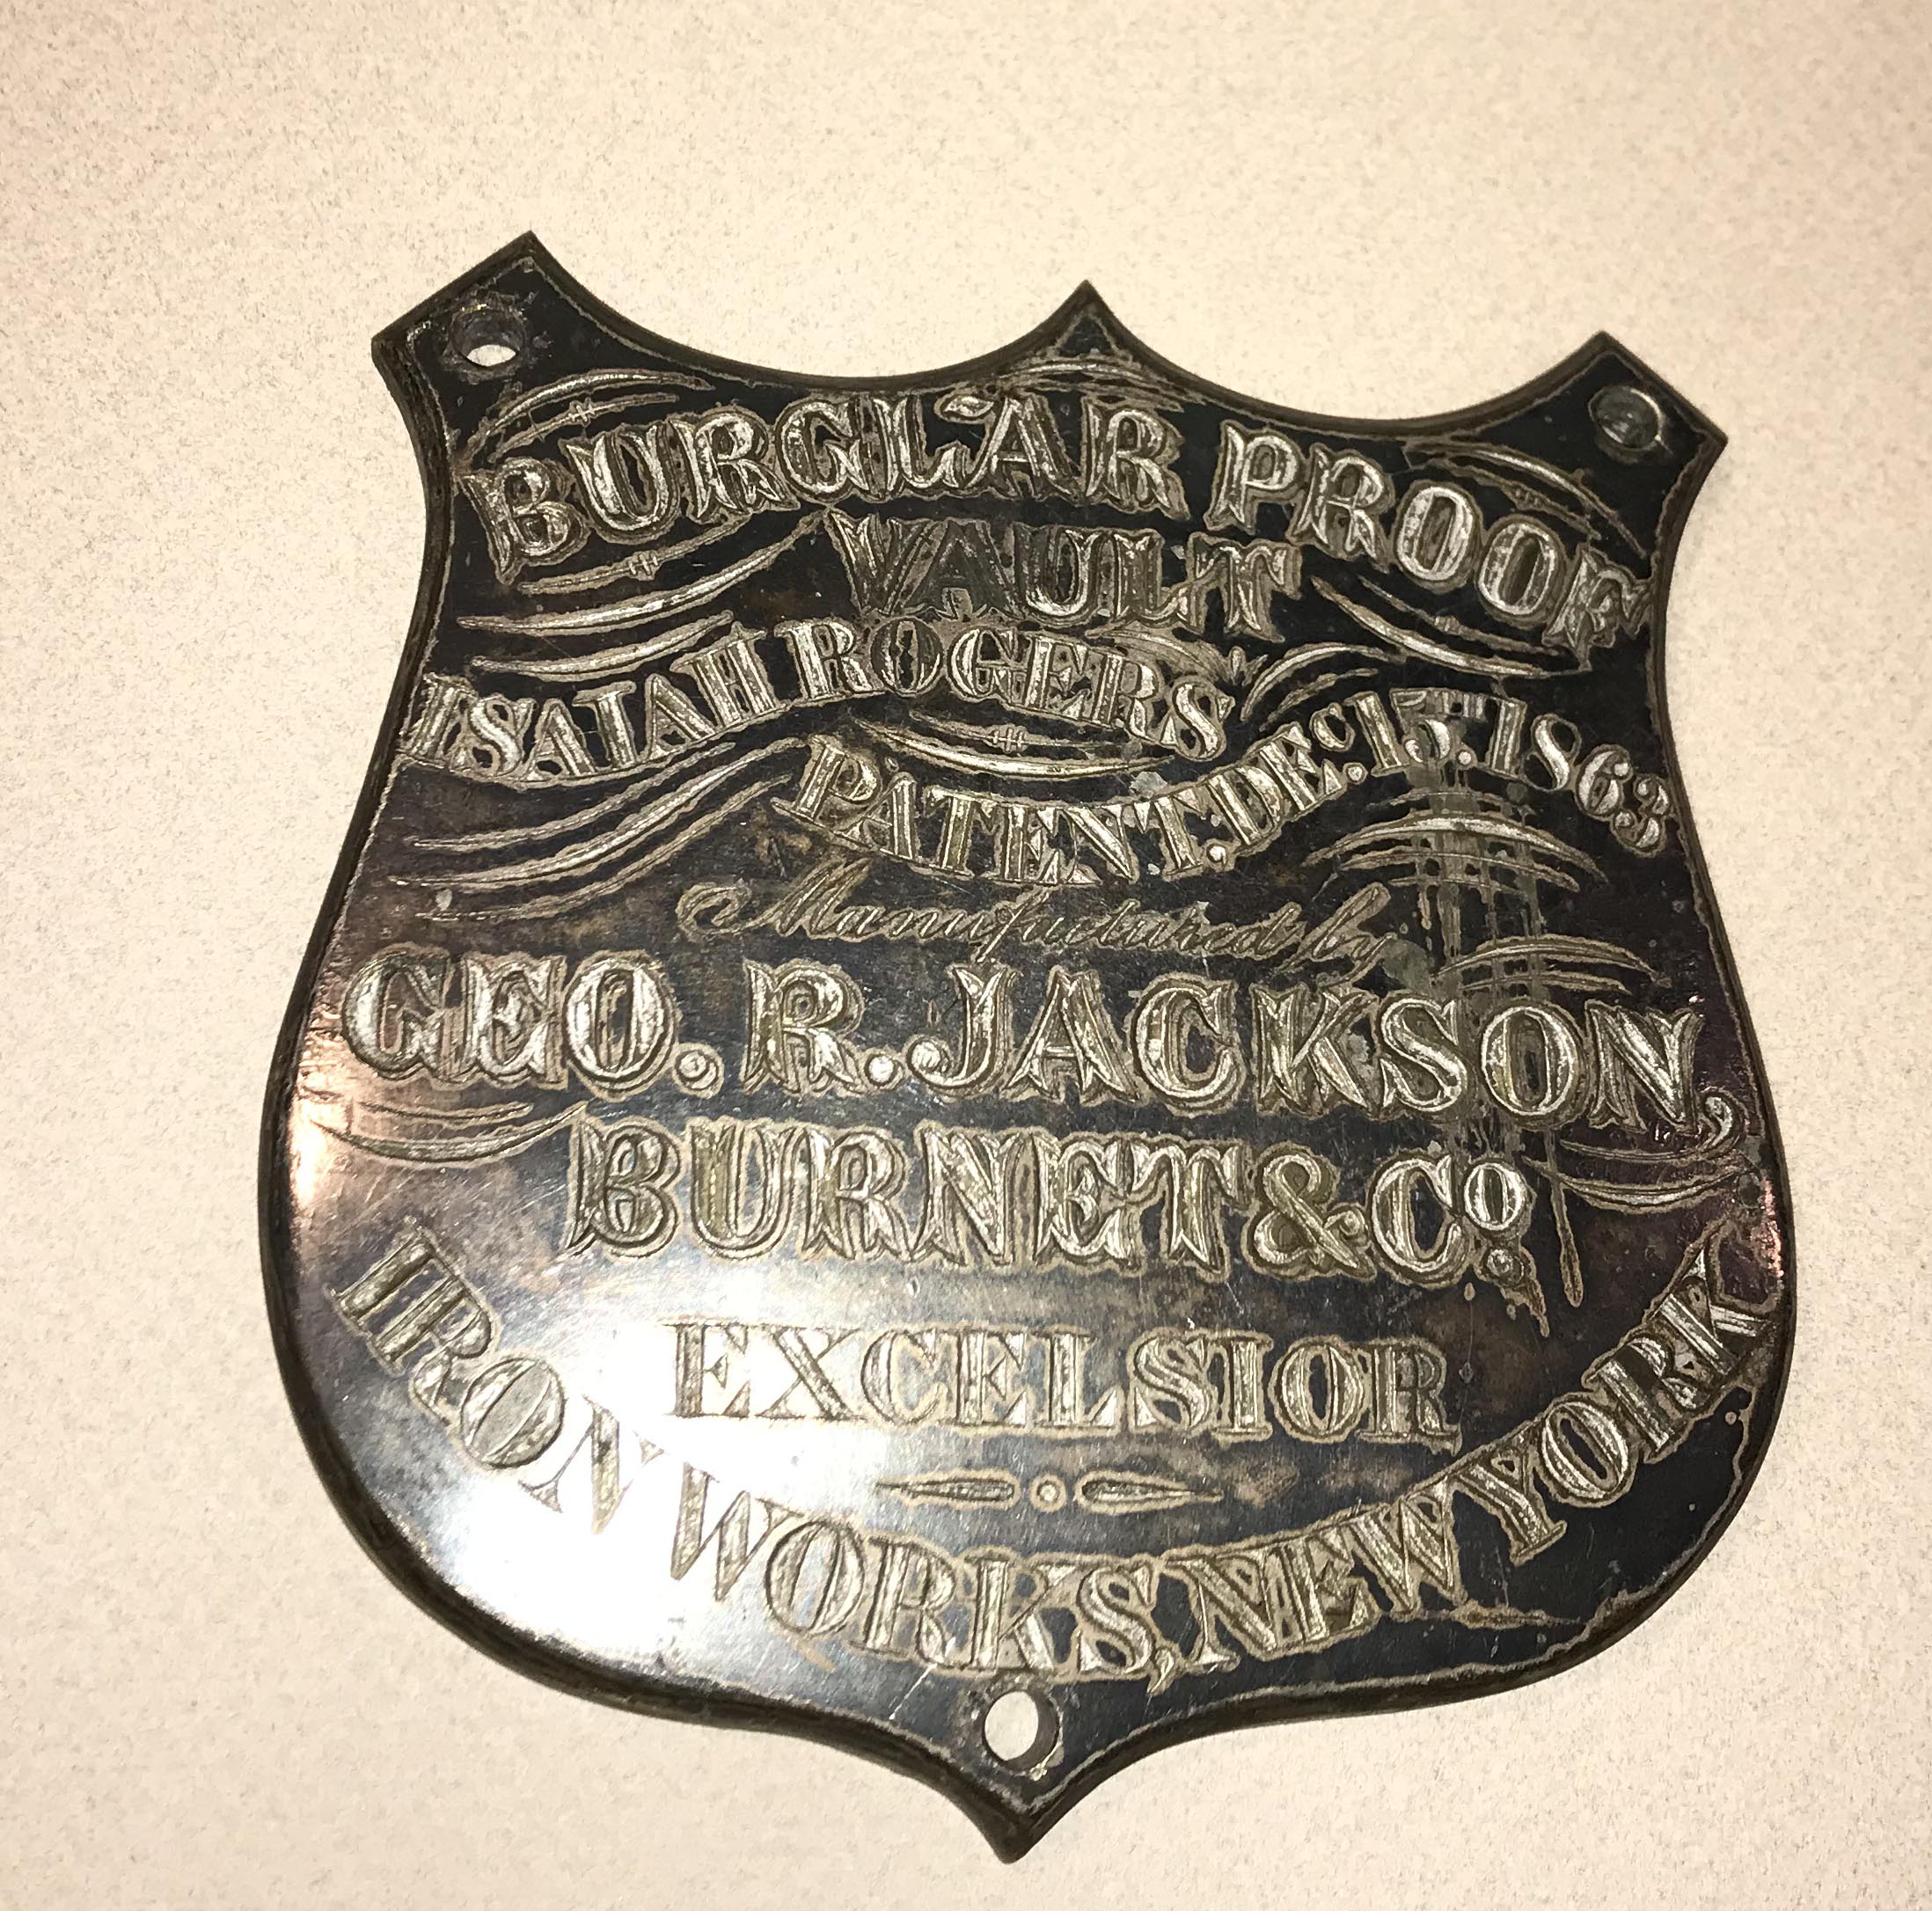 BURGLAR PROOF
VAULT
ISAIAH ROGERS
PATENT. DEC. 15TH 1863
Manufactured by
GEO. R. JACKSON,
BURNET & CO.
EXCELSIOR
IRON WORKS, NEW YORK